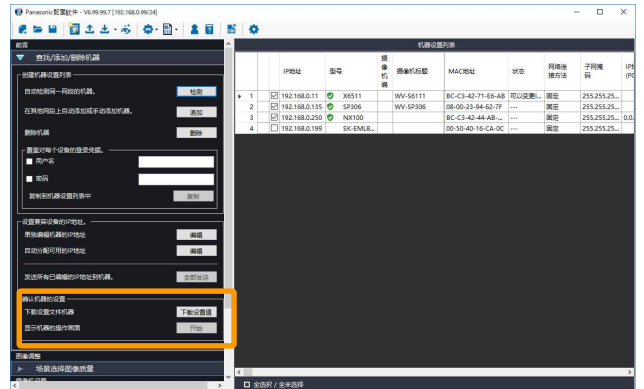 Panasonic配置软件 - V6.99.99.7 [192.168.0.99/24]
前言
查找/添加/删除机器
创建机器设置列表
自动检测同一网段的机器。 检测
在其他网段上自动添加或手动添加机器。 追加
删除机器 删除
覆盖对每个设备的登录凭据。
用户名
密码
复制到机器设置列表中 复制
设置兼容设备的IP地址。
单独编辑机器的IP地址 编辑
自动分配可用的IP地址 编辑
发送所有已编辑的IP地址到机器。 全部发送
确认机器的设置
下载设置文件机器 下载设置值
显示机器的操作画面 开始
图像调整
场景选择图像质量
机器设置列表
IP地址 型号 摄像机编 摄像机标题 MAC地址 状态 网络连接方法 子网掩码
1 192.168.0.11 X6511 WV-S6111 BC-C3-42-71-E6-AB 可以变更I... 固定 255.255.25...
2 192.168.0.135 SP306 WV-SP306 08-00-23-94-62-7F --- 固定 255.255.25...
3 192.168.0.250 NX100 BC-C3-42-44-AB-... --- 固定 255.255.25... 0.0.
4 192.168.0.199 SK-EML8... 00-50-40-16-CA-0C --- 固定 255.255.25...
全选択 / 全未选择